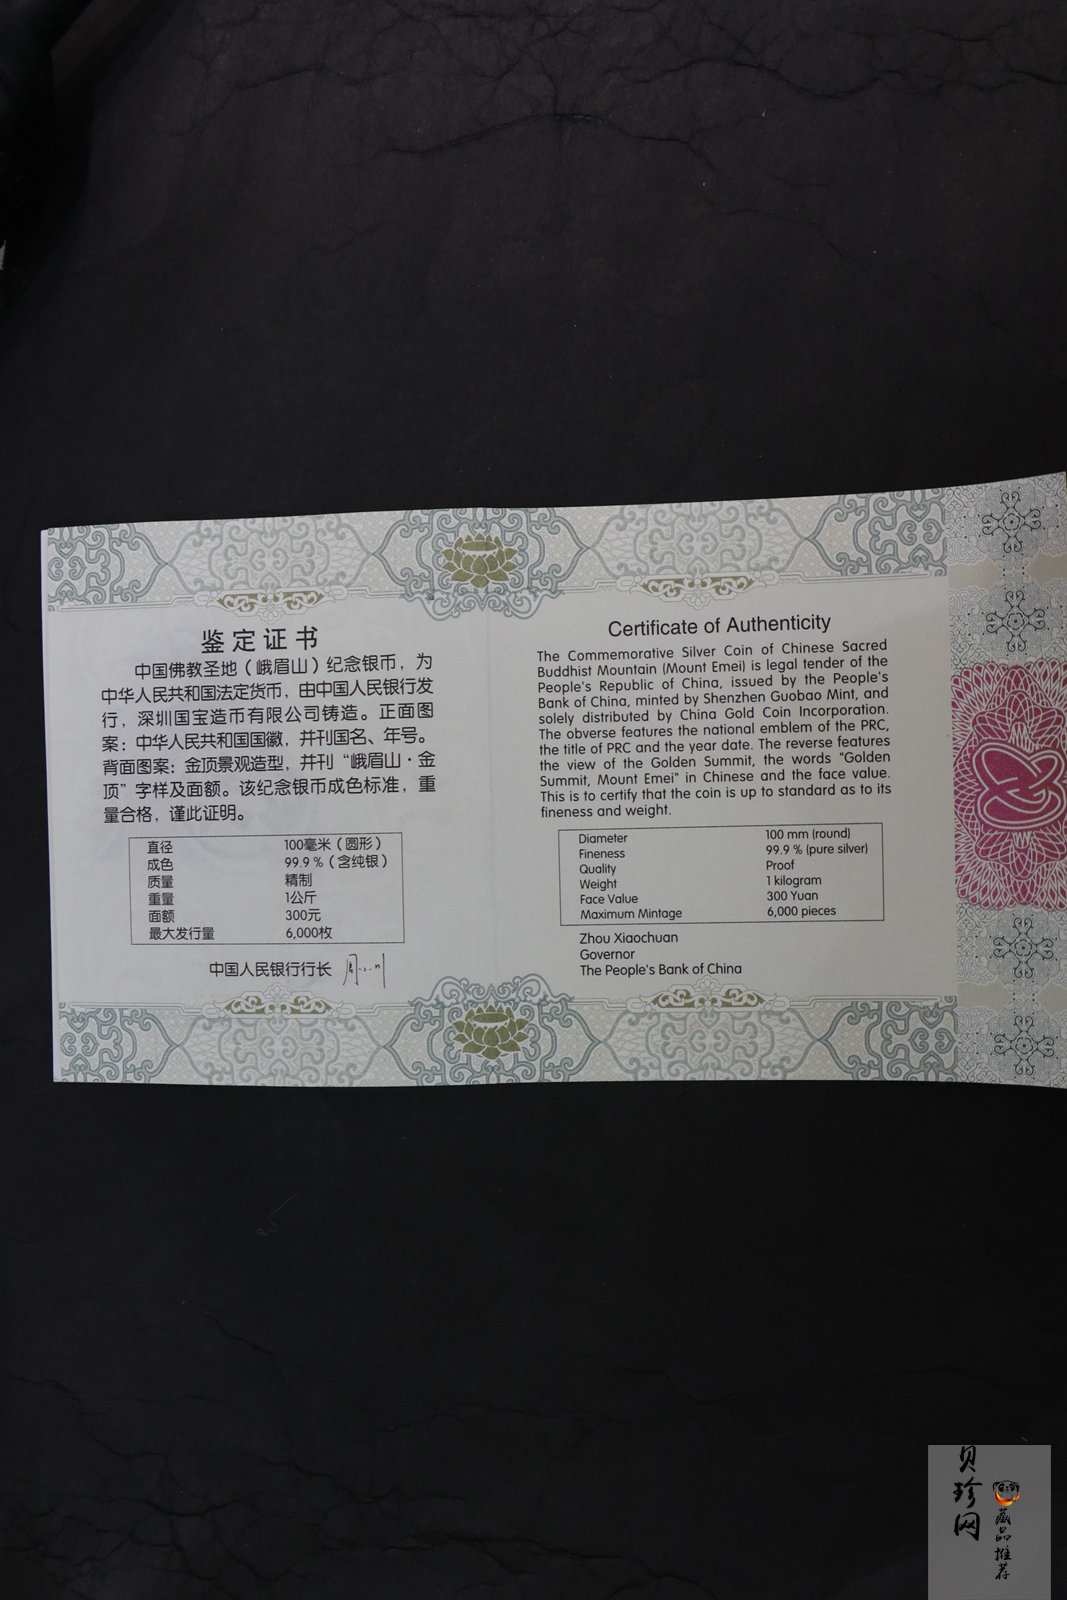 鉴定证书
中国佛教圣地（峨眉山）纪念银币，为
中华人民共和国法定货币，由中国人民银行发
行，深圳国宝造币有限公司铸造。正面图
案：中华人民共和国国徽，并刊国名、年号。
背面图案：金顶景观造型，并刊“峨眉山·金
顶”字样及面额。该纪念银币成色标准，重
量合格，谨此证明。
直径 100毫米（圆形）
成色 99.9％（含纯银）
质量 精制
重量 1公斤
面额 300元
最大发行量 6,000枚
中国人民银行行长
Certificate of Authenticity
The Commemorative Silver Coin of Chinese Sacred
Buddhist Mountain (Mount Emei) is legal tender of the
People's Republic of China, issued by the People's
Bank of China, minted by Shenzhen Guobao Mint, and
solely distributed by China Gold Coin Incorporation.
The obverse features the national emblem of the PRC,
the title of PRC and the year date. The reverse features
the view of the Golden Summit, the words "Golden
Summit, Mount Emei" in Chinese and the face value.
This is to certify that the coin is up to standard as to its
fineness and weight.
Diameter 100 mm (round)
Fineness 99.9 % (pure silver)
Quality Proof
Weight 1 kilogram
Face Value 300 Yuan
Maximum Mintage 6,000 pieces
Zhou Xiaochuan
Governor
The People's Bank of China
贝珍网
藏品推荐